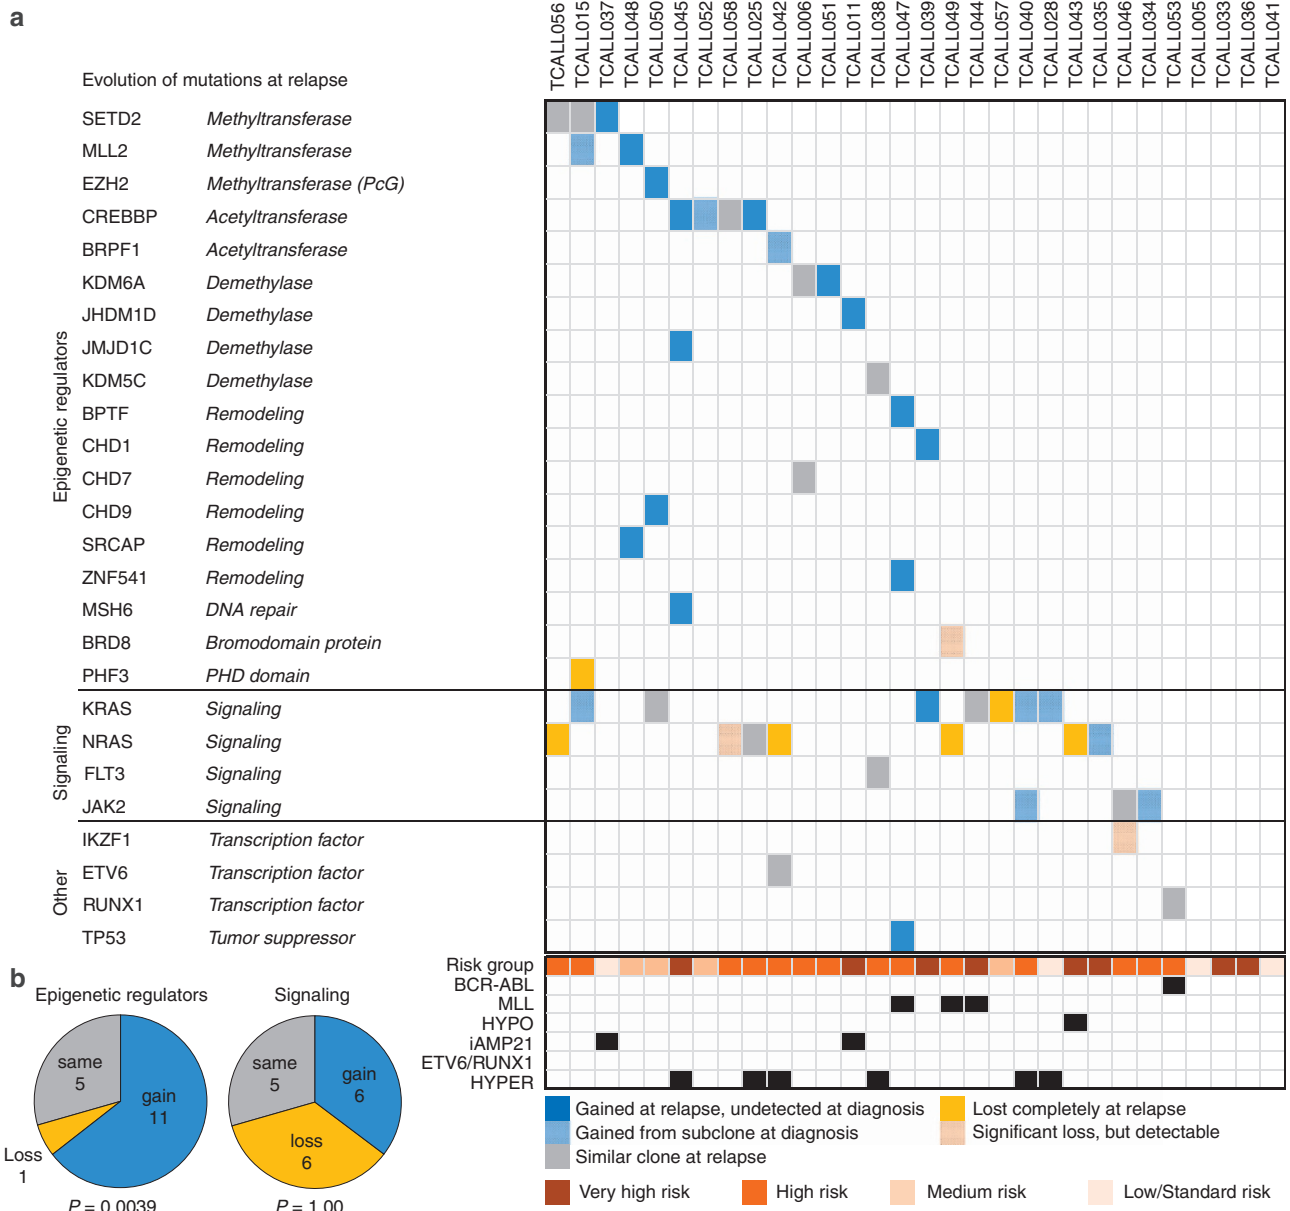 a
TCALL056
TCALL015
TCALL037
TCALL048
TCALL050
TCALL045
TCALL052
TCALL058
TCALL025
TCALL042
TCALL006
TCALL051
TCALL011
TCALL038
TCALL047
TCALL039
TCALL049
TCALL044
TCALL057
TCALL040
TCALL028
TCALL043
TCALL035
TCALL046
TCALL034
TCALL053
TCALL005
TCALL033
TCALL036
TCALL041
Evolution of mutations at relapse
Epigenetic regulators
SETD2 Methyltransferase
MLL2 Methyltransferase
EZH2 Methyltransferase (PcG)
CREBBP Acetyltransferase
BRPF1 Acetyltransferase
KDM6A Demethylase
JHDM1D Demethylase
JMJD1C Demethylase
KDM5C Demethylase
BPTF Remodeling
CHD1 Remodeling
CHD7 Remodeling
CHD9 Remodeling
SRCAP Remodeling
ZNF541 Remodeling
MSH6 DNA repair
BRD8 Bromodomain protein
PHF3 PHD domain
Signaling
KRAS Signaling
NRAS Signaling
FLT3 Signaling
JAK2 Signaling
Other
IKZF1 Transcription factor
ETV6 Transcription factor
RUNX1 Transcription factor
TP53 Tumor suppressor
Risk group
BCR-ABL
MLL
HYPO
iAMP21
ETV6/RUNX1
HYPER
Gained at relapse, undetected at diagnosis
Gained from subclone at diagnosis
Similar clone at relapse
Lost completely at relapse
Significant loss, but detectable
Very high risk
High risk
Medium risk
Low/Standard risk
b
Epigenetic regulators
same
5
gain
11
Loss
1
P = 0.0039
Signaling
same
5
gain
6
loss
6
P = 1.00